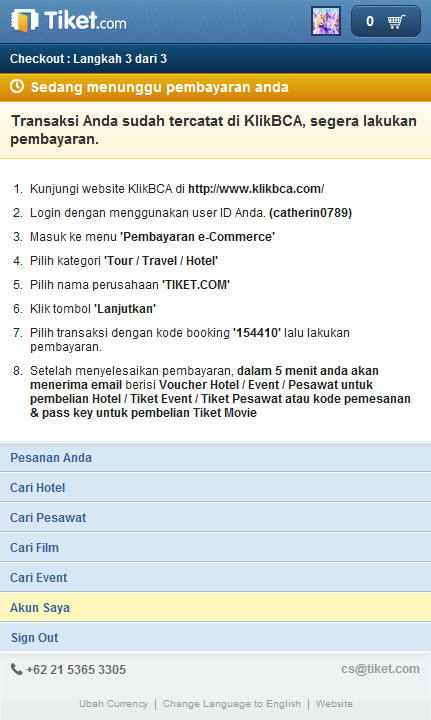 Tiket.com
0
Checkout : Langkah 3 dari 3
Sedang menunggu pembayaran anda
Transaksi Anda sudah tercatat di KlikBCA, segera lakukan
pembayaran.
1. Kunjungi website KlikBCA di http://www.klikbca.com/
2. Login dengan menggunakan user ID Anda. (catherin0789)
3. Masuk ke menu 'Pembayaran e-Commerce'
4. Pilih kategori 'Tour / Travel / Hotel'
5. Pilih nama perusahaan 'TIKET.COM'
6. Klik tombol 'Lanjutkan'
7. Pilih transaksi dengan kode booking '154410' lalu lakukan
pembayaran.
8. Setelah menyelesaikan pembayaran, dalam 5 menit anda akan
menerima email berisi Voucher Hotel / Event / Pesawat untuk
pembelian Hotel / Tiket Event / Tiket Pesawat atau kode pemesanan
& pass key untuk pembelian Tiket Movie
Pesanan Anda
Cari Hotel
Cari Pesawat
Cari Film
Cari Event
Akun Saya
Sign Out
+62 21 5365 3305
cs@tiket.com
Ubah Currency | Change Language to English | Website